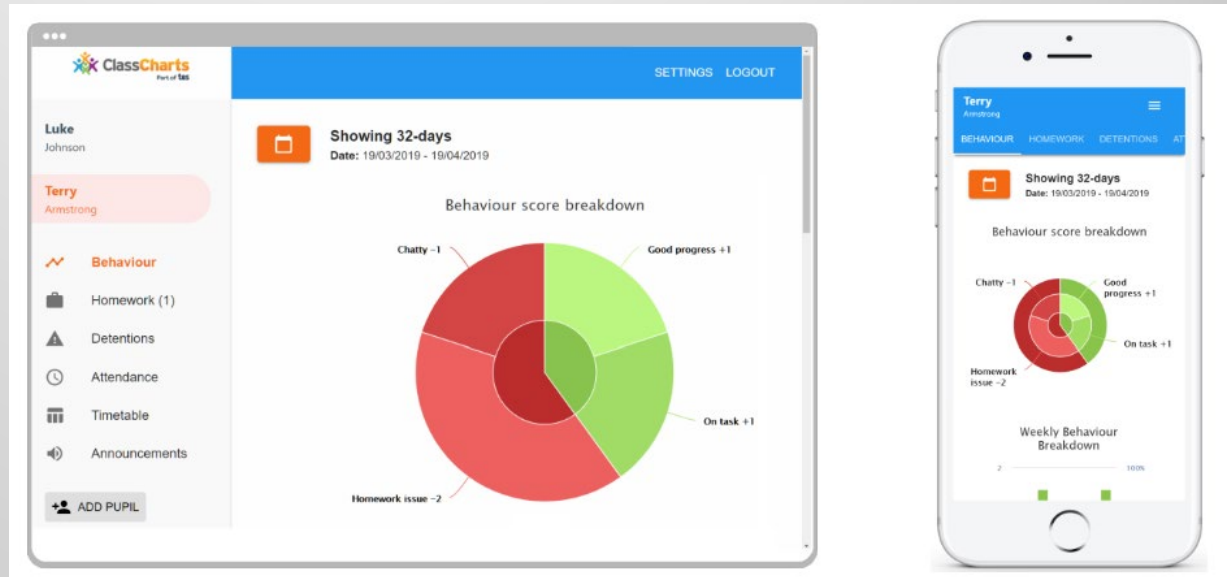 ClassCharts
Part of tes
SETTINGS LOGOUT
Luke
Johnson
Terry
Armstrong
Behaviour
Homework (1)
Detentions
Attendance
Timetable
Announcements
ADD PUPIL
Showing 32-days
Date: 19/03/2019 - 19/04/2019
Behaviour score breakdown
Chatty -1
Good progress +1
On task +1
Homework issue -2
Terry
Armstrong
BEHAVIOUR HOMEWORK DETENTIONS AT
Showing 32-days
Date: 19/03/2019 - 19/04/2019
Behaviour score breakdown
Chatty -1
Good
progress +1
On task +1
Homework
issue -2
Weekly Behaviour
Breakdown
2 100%